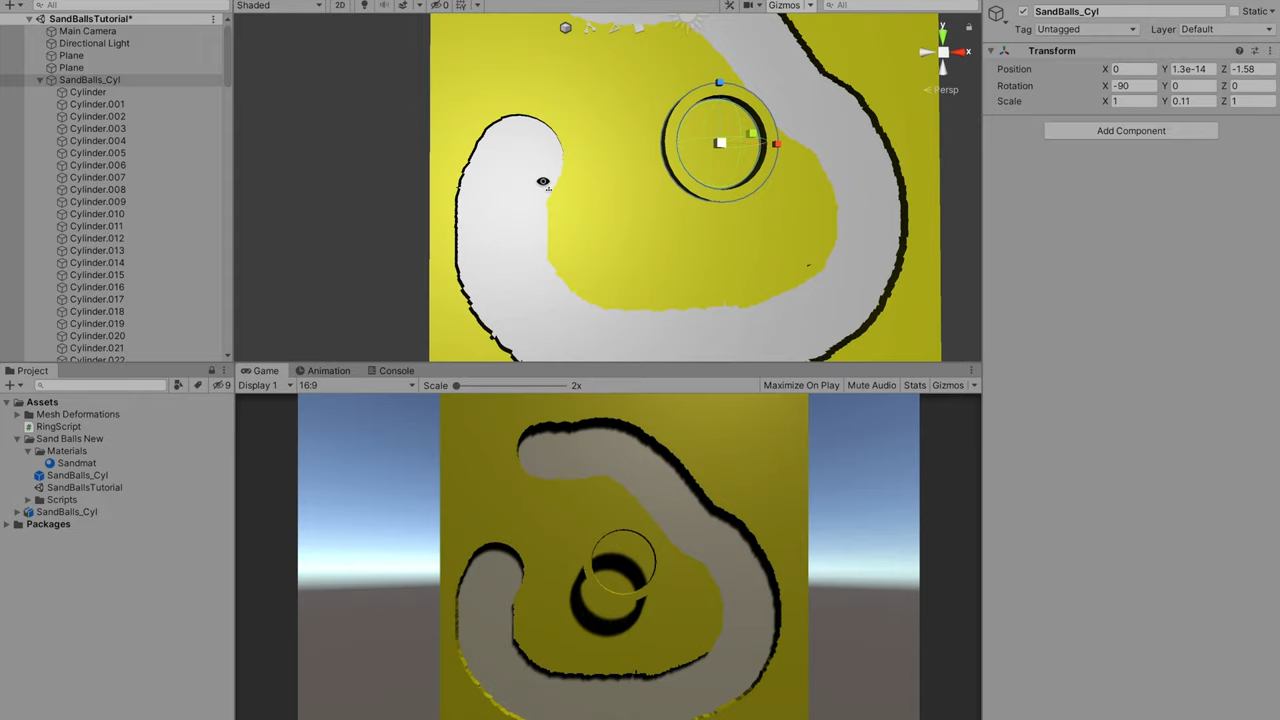 All
SandBallsTutorial*
Main Camera
Directional Light
Plane
Plane
SandBalls_Cyl
Cylinder
Cylinder.001
Cylinder.002
Cylinder.003
Cylinder.004
Cylinder.005
Cylinder.006
Cylinder.007
Cylinder.008
Cylinder.009
Cylinder.010
Cylinder.011
Cylinder.012
Cylinder.013
Cylinder.014
Cylinder.015
Cylinder.016
Cylinder.017
Cylinder.018
Cylinder.019
Cylinder.020
Cylinder.021
Cylinder.022
Shaded 2D 0 Gizmos All
y
x
Persp
SandBalls_Cyl Static
Tag Untagged Layer Default
Transform
Position X 0 Y 1.3e-14 Z -1.58
Rotation X -90 Y 0 Z 0
Scale X 1 Y 0.11 Z 1
Add Component
Project
9
Assets
Mesh Deformations
RingScript
Sand Balls New
Materials
Sandmat
SandBalls_Cyl
SandBallsTutorial
Scripts
SandBalls_Cyl
Packages
Game Animation Console
Display 1 16:9 Scale 2x Maximize On Play Mute Audio Stats Gizmos